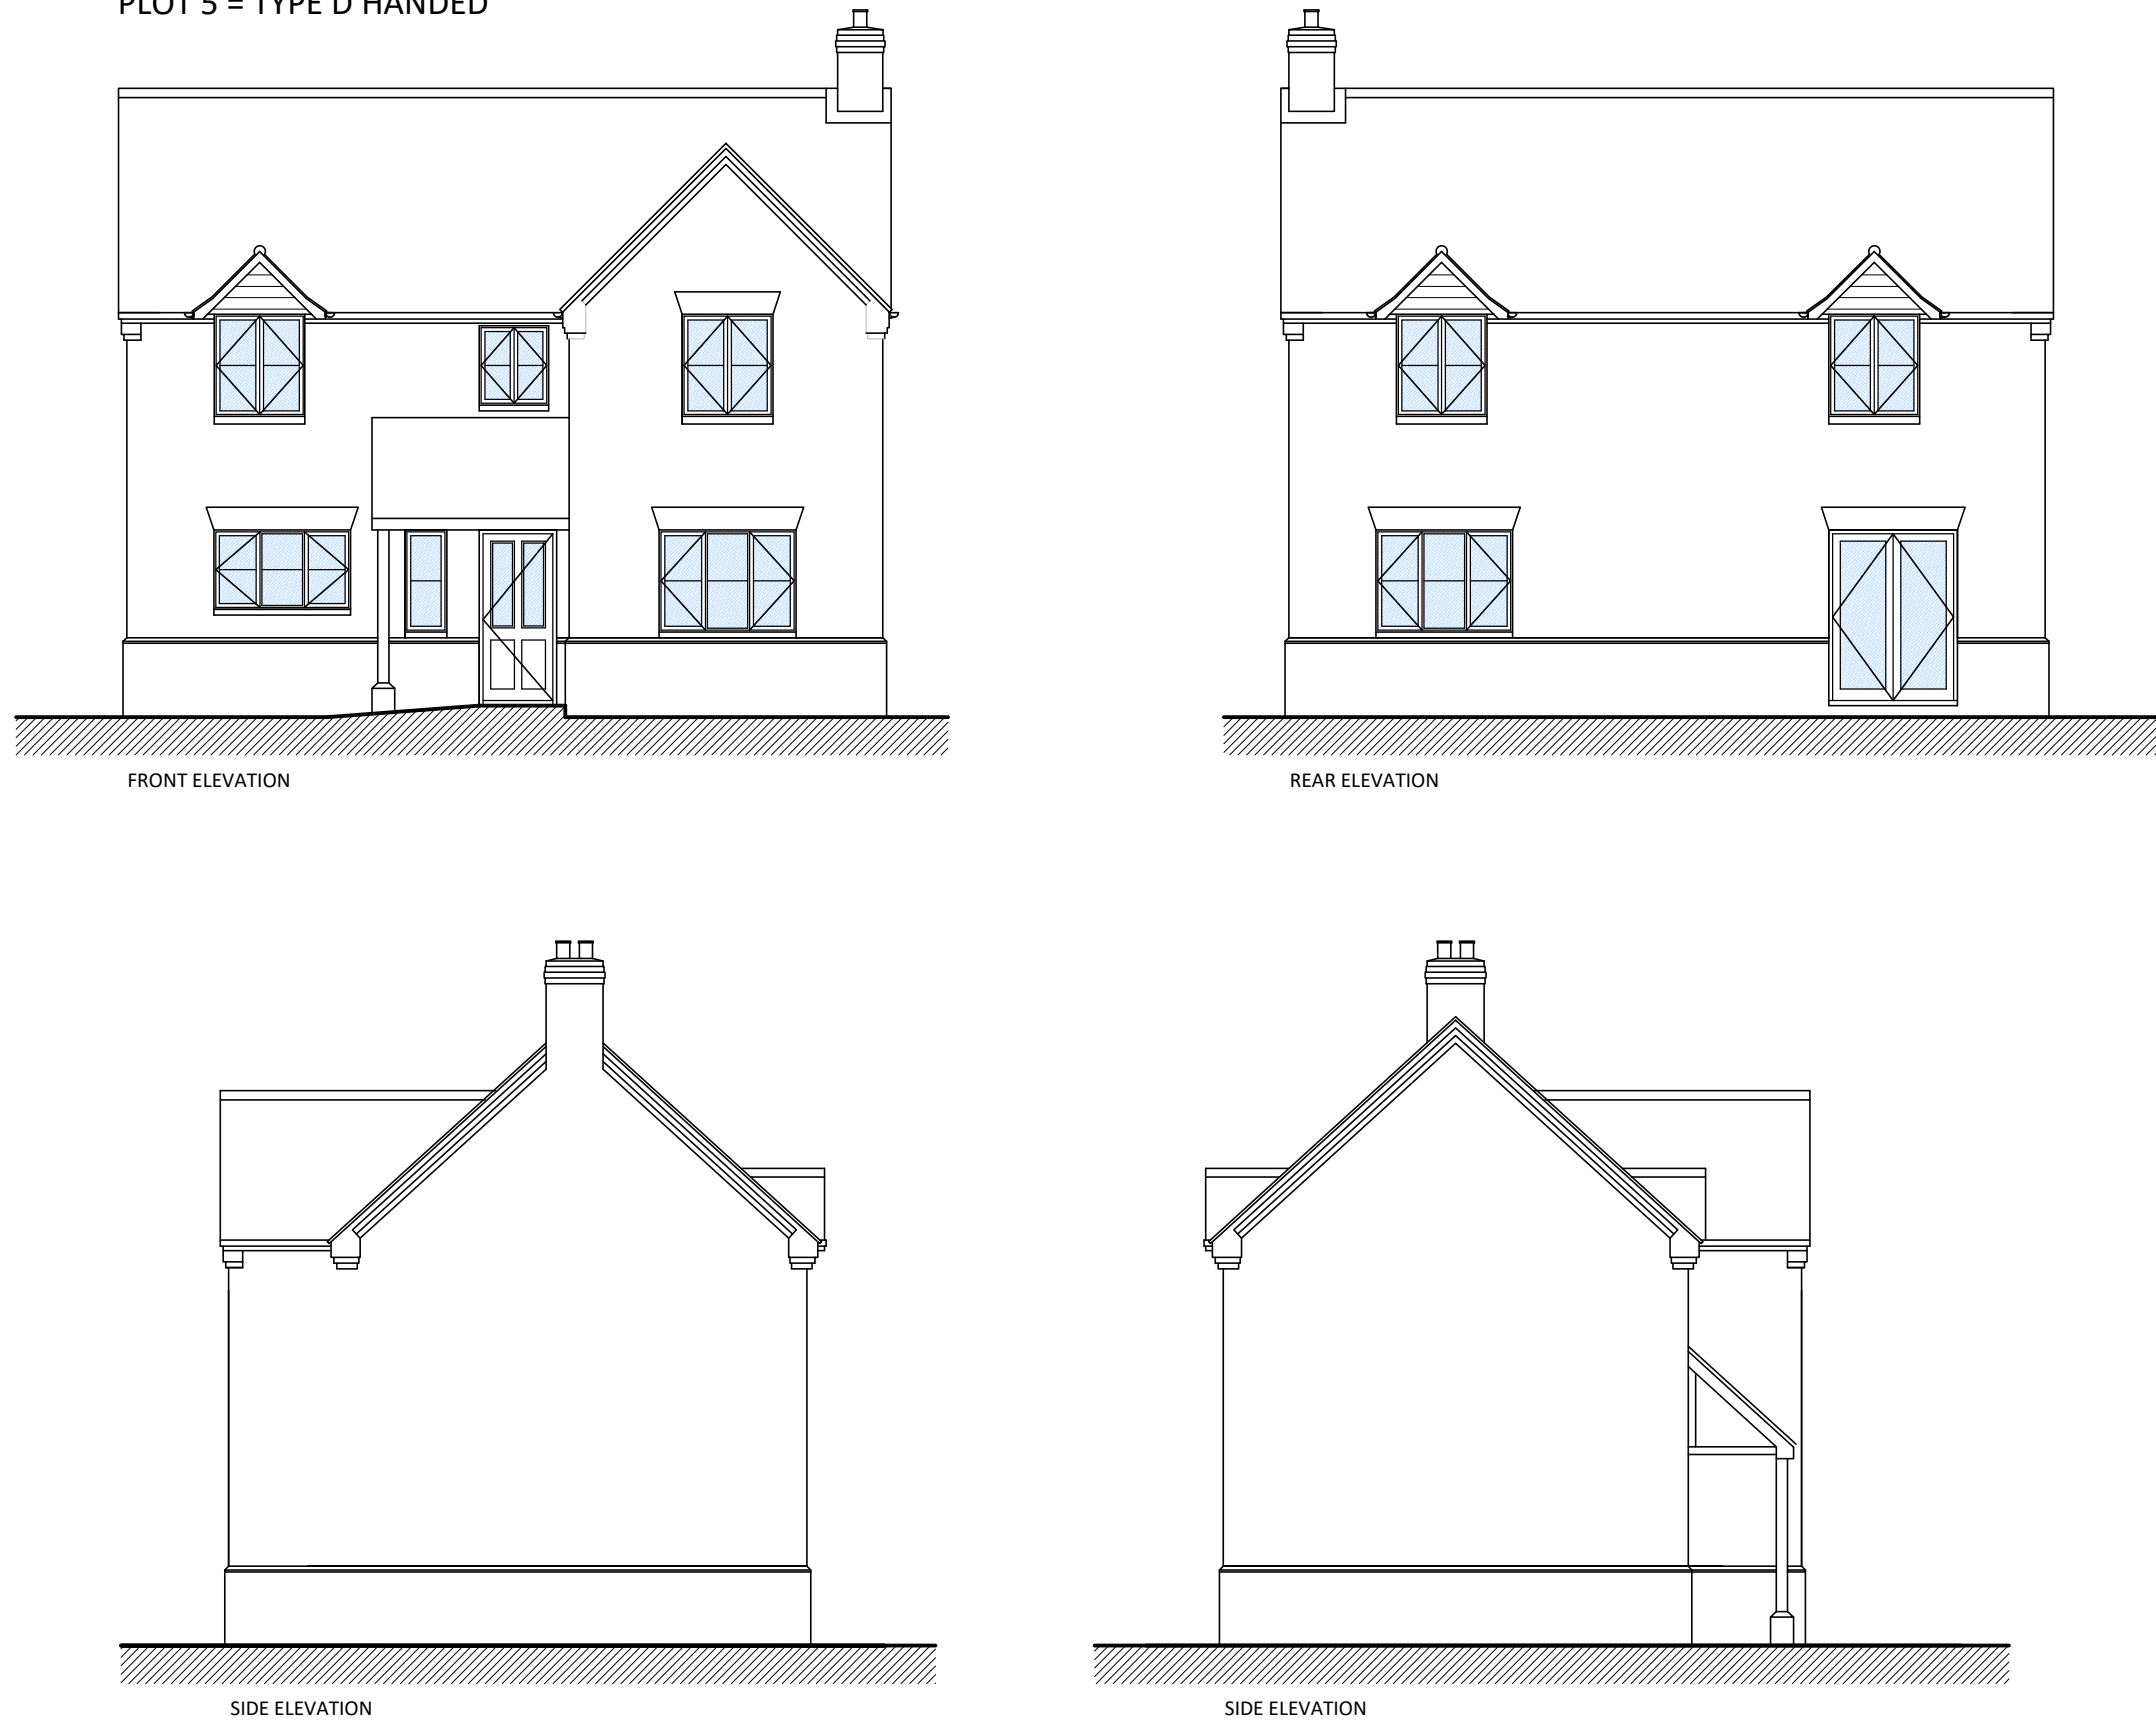 PLOT 5 = TYPE D HANDED
FRONT ELEVATION
REAR ELEVATION
SIDE ELEVATION
SIDE ELEVATION